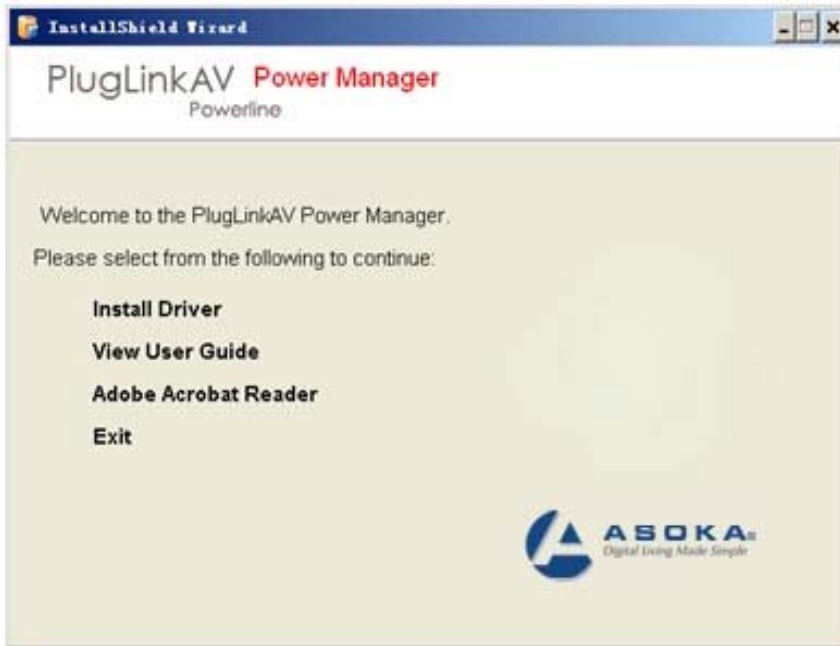 InstallShield Wizard
PlugLinkAV Power Manager
Powerline
Welcome to the PlugLinkAV Power Manager.
Please select from the following to continue:
Install Driver
View User Guide
Adobe Acrobat Reader
Exit
ASOKA®
Digital Living Made Simple